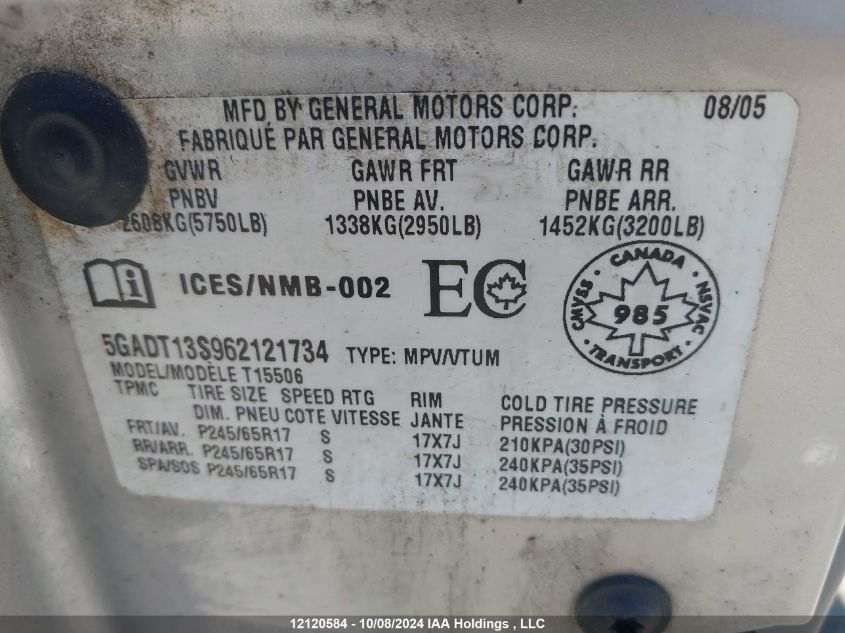 MFD BY GENERAL MOTORS CORP. 08/05
FABRIQUÉ PAR GENERAL MOTORS CORP.
GVWR GAWR FRT GAWR RR
PNBV PNBE AV. PNBE ARR.
2608KG(5750LB) 1338KG(2950LB) 1452KG(3200LB)
ICES/NMB-002 EC
CANADA
CMVSS 985 NSVAC
TRANSPORT
5GADT13S962121734 TYPE: MPV/VTUM
MODEL/MODÈLE T15506
TPMC TIRE SIZE SPEED RTG RIM COLD TIRE PRESSURE
DIM. PNEU COTE VITESSE JANTE PRESSION À FROID
FRT/AV. P245/65R17 S 17X7J 210KPA(30PSI)
RR/ARR. P245/65R17 S 17X7J 240KPA(35PSI)
SPA/SDS P245/65R17 S 17X7J 240KPA(35PSI)
12120584 - 10/08/2024 IAA Holdings , LLC